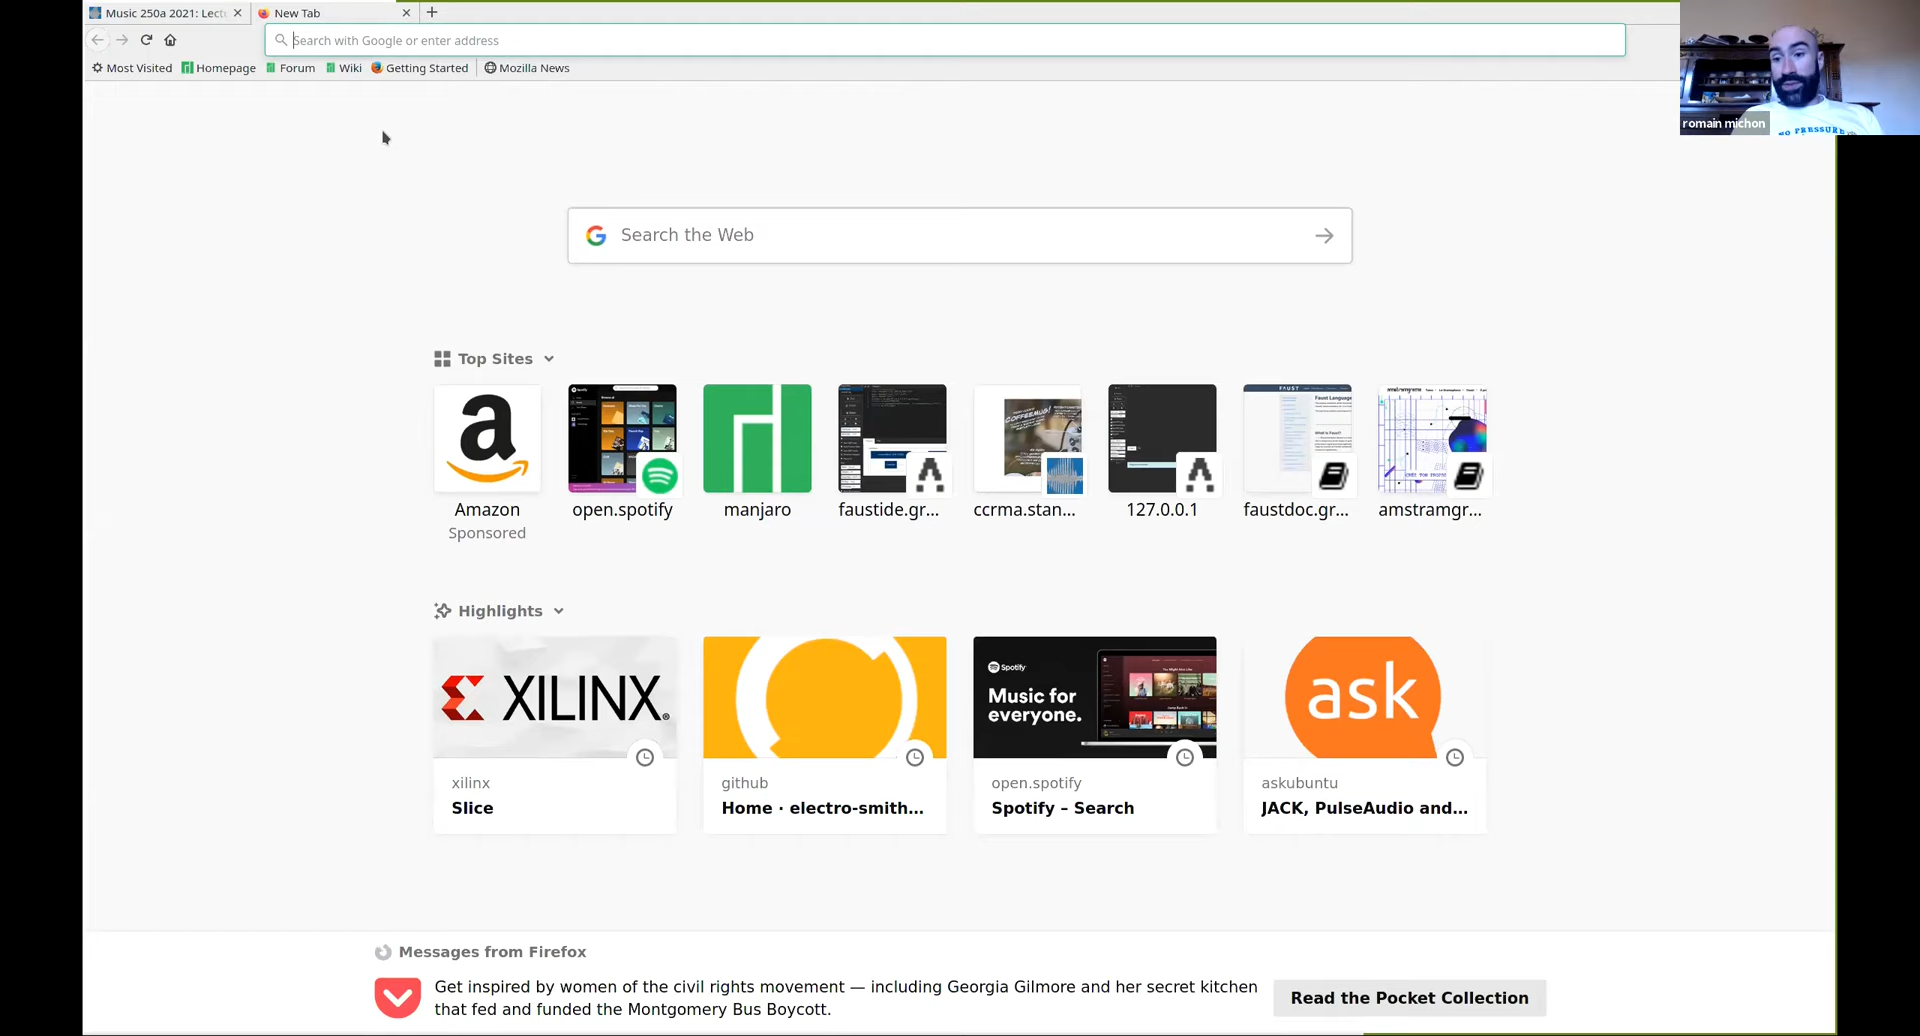 Music 250a 2021: Lect
New Tab
Search with Google or enter address
Most Visited
Homepage
Forum
Wiki
Getting Started
Mozilla News
romain michon
NO PRESSURE
Search the Web
Top Sites
Amazon
Sponsored
open.spotify
manjaro
faustide.gr...
ccrma.stan...
127.0.0.1
faustdoc.gr...
amstramgr...
Highlights
XILINX
Spotify
Music for
everyone.
ask
xilinx
Slice
github
Home · electro-smith...
open.spotify
Spotify – Search
askubuntu
JACK, PulseAudio and...
Messages from Firefox
Get inspired by women of the civil rights movement — including Georgia Gilmore and her secret kitchen
that fed and funded the Montgomery Bus Boycott.
Read the Pocket Collection